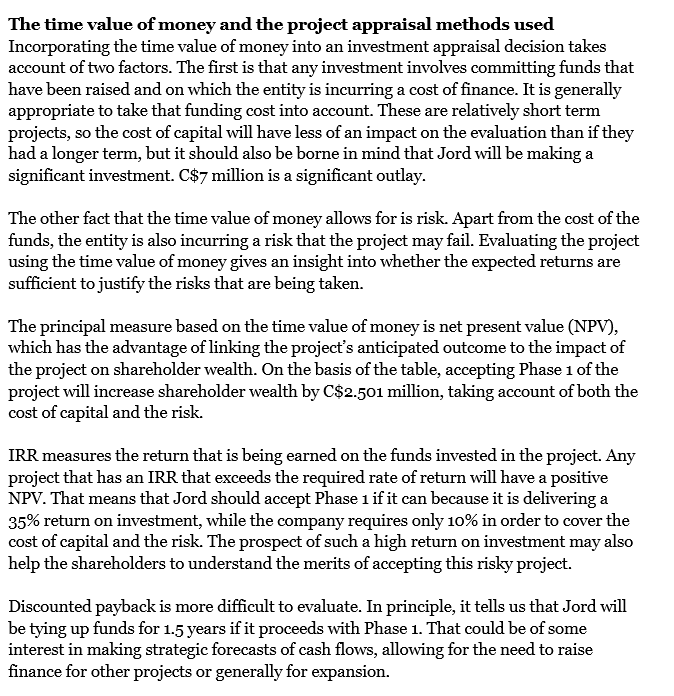 The time value of money and the project appraisal methods used
Incorporating the time value of money into an investment appraisal decision takes
account of two factors. The first is that any investment involves committing funds that
have been raised and on which the entity is incurring a cost of finance. It is generally
appropriate to take that funding cost into account. These are relatively short term
projects, so the cost of capital will have less of an impact on the evaluation than if they
had a longer term, but it should also be borne in mind that Jord will be making a
significant investment. C$7 million is a significant outlay.

The other fact that the time value of money allows for is risk. Apart from the cost of the
funds, the entity is also incurring a risk that the project may fail. Evaluating the project
using the time value of money gives an insight into whether the expected returns are
sufficient to justify the risks that are being taken.

The principal measure based on the time value of money is net present value (NPV),
which has the advantage of linking the project's anticipated outcome to the impact of
the project on shareholder wealth. On the basis of the table, accepting Phase 1 of the
project will increase shareholder wealth by C$2.501 million, taking account of both the
cost of capital and the risk.

IRR measures the return that is being earned on the funds invested in the project. Any
project that has an IRR that exceeds the required rate of return will have a positive
NPV. That means that Jord should accept Phase 1 if it can because it is delivering a
35% return on investment, while the company requires only 10% in order to cover the
cost of capital and the risk. The prospect of such a high return on investment may also
help the shareholders to understand the merits of accepting this risky project.

Discounted payback is more difficult to evaluate. In principle, it tells us that Jord will
be tying up funds for 1.5 years if it proceeds with Phase 1. That could be of some
interest in making strategic forecasts of cash flows, allowing for the need to raise
finance for other projects or generally for expansion.